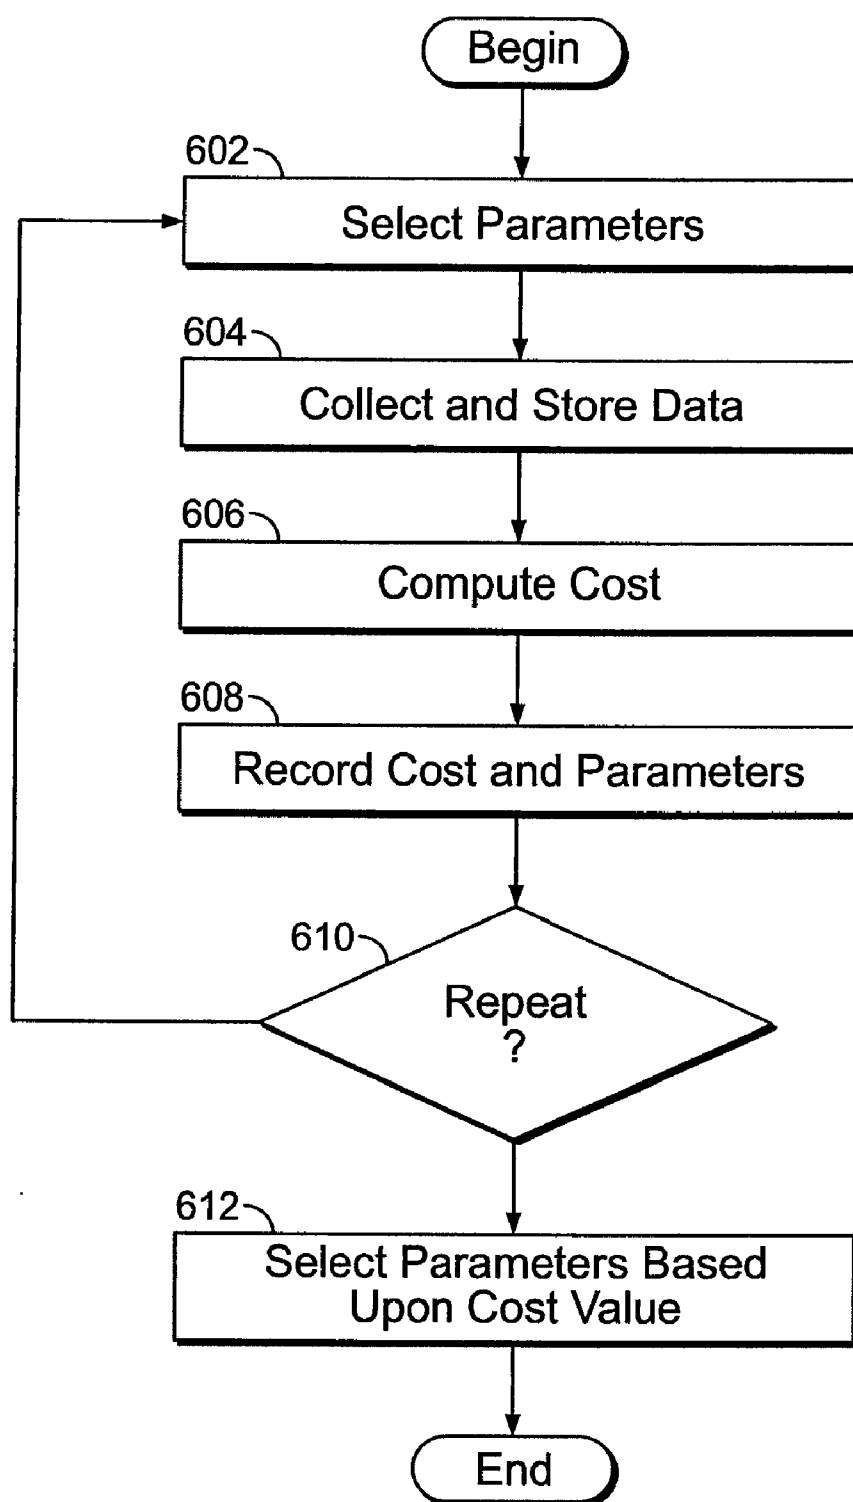 Begin
602
Select Parameters
604
Collect and Store Data
606
Compute Cost
608
Record Cost and Parameters
610
Repeat
?
612
Select Parameters Based
Upon Cost Value
End